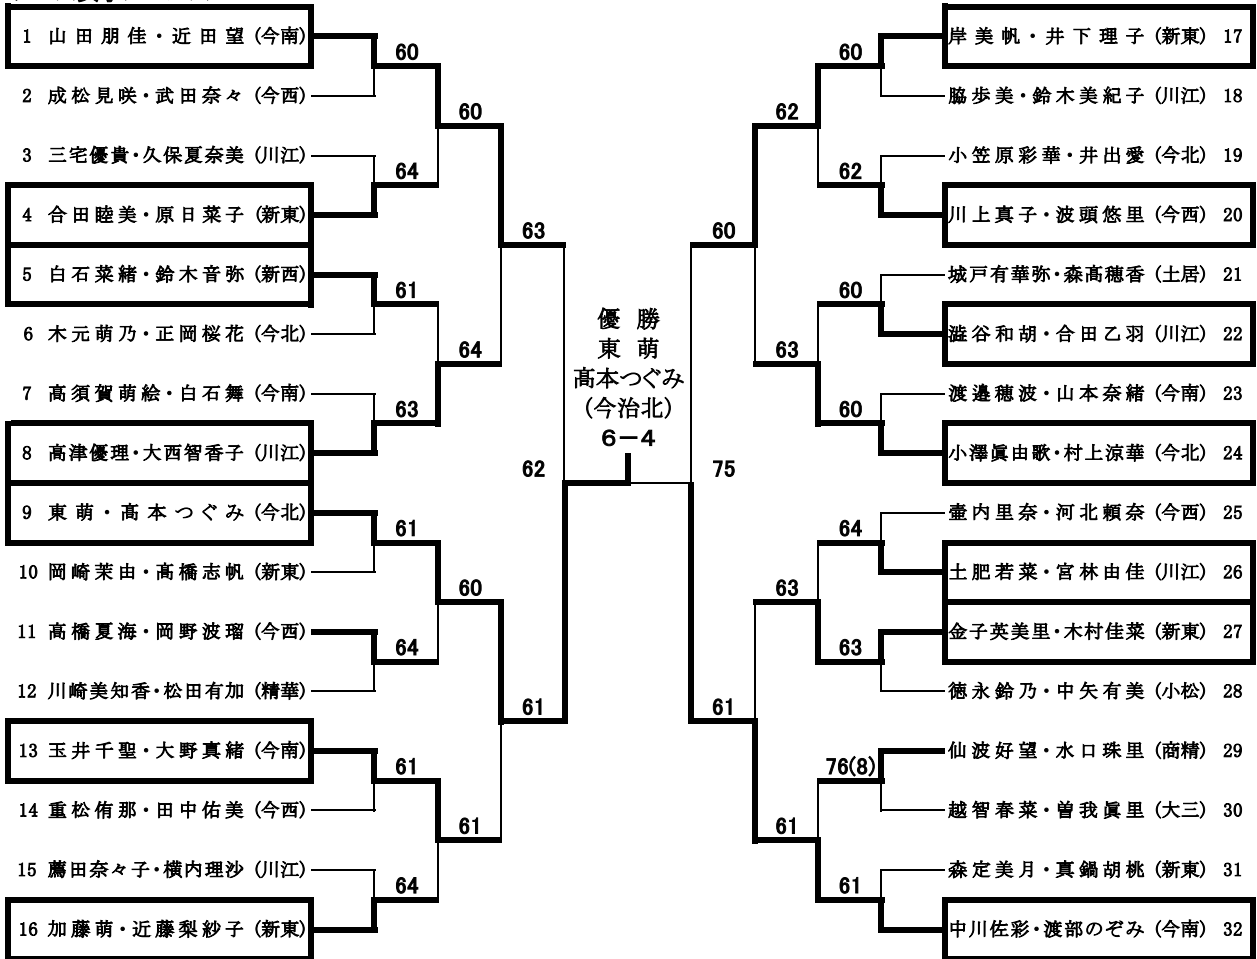 1 山田朋佳・近田望 (今南)
60
2 成松見咲・武田奈々 (今西)
60
3 三宅優貴・久保夏奈美 (川江)
64
4 合田睦美・原日菜子 (新東)
63
5 白石菜緒・鈴木音弥 (新西)
61
6 木元萌乃・正岡桜花 (今北)
64
7 高須賀萌絵・白石舞 (今南)
63
8 高津優理・大西智香子 (川江)
62
9 東萌・髙本つぐみ (今北)
61
10 岡崎茉由・髙橋志帆 (新東)
60
11 高橋夏海・岡野波瑠 (今西)
64
12 川崎美知香・松田有加 (精華)
61
13 玉井千聖・大野真緒 (今南)
61
14 重松侑那・田中佑美 (今西)
61
15 薦田奈々子・横内理沙 (川江)
64
16 加藤萌・近藤梨紗子 (新東)
優 勝
東 萌
髙本つぐみ
(今治北)
6-4
岸美帆・井下理子 (新東) 17
60
脇歩美・鈴木美紀子 (川江) 18
62
小笠原彩華・井出愛 (今北) 19
62
川上真子・波頭悠里 (今西) 20
60
城戸有華弥・森髙穂香 (土居) 21
60
澁谷和胡・合田乙羽 (川江) 22
63
渡邉穂波・山本奈緒 (今南) 23
60
小澤眞由歌・村上涼華 (今北) 24
75
壷内里奈・河北頼奈 (今西) 25
64
土肥若菜・宮林由佳 (川江) 26
63
金子英美里・木村佳菜 (新東) 27
63
徳永鈴乃・中矢有美 (小松) 28
61
仙波好望・水口珠里 (商精) 29
76(8)
越智春菜・曽我眞里 (大三) 30
61
森定美月・真鍋胡桃 (新東) 31
61
中川佐彩・渡部のぞみ (今南) 32